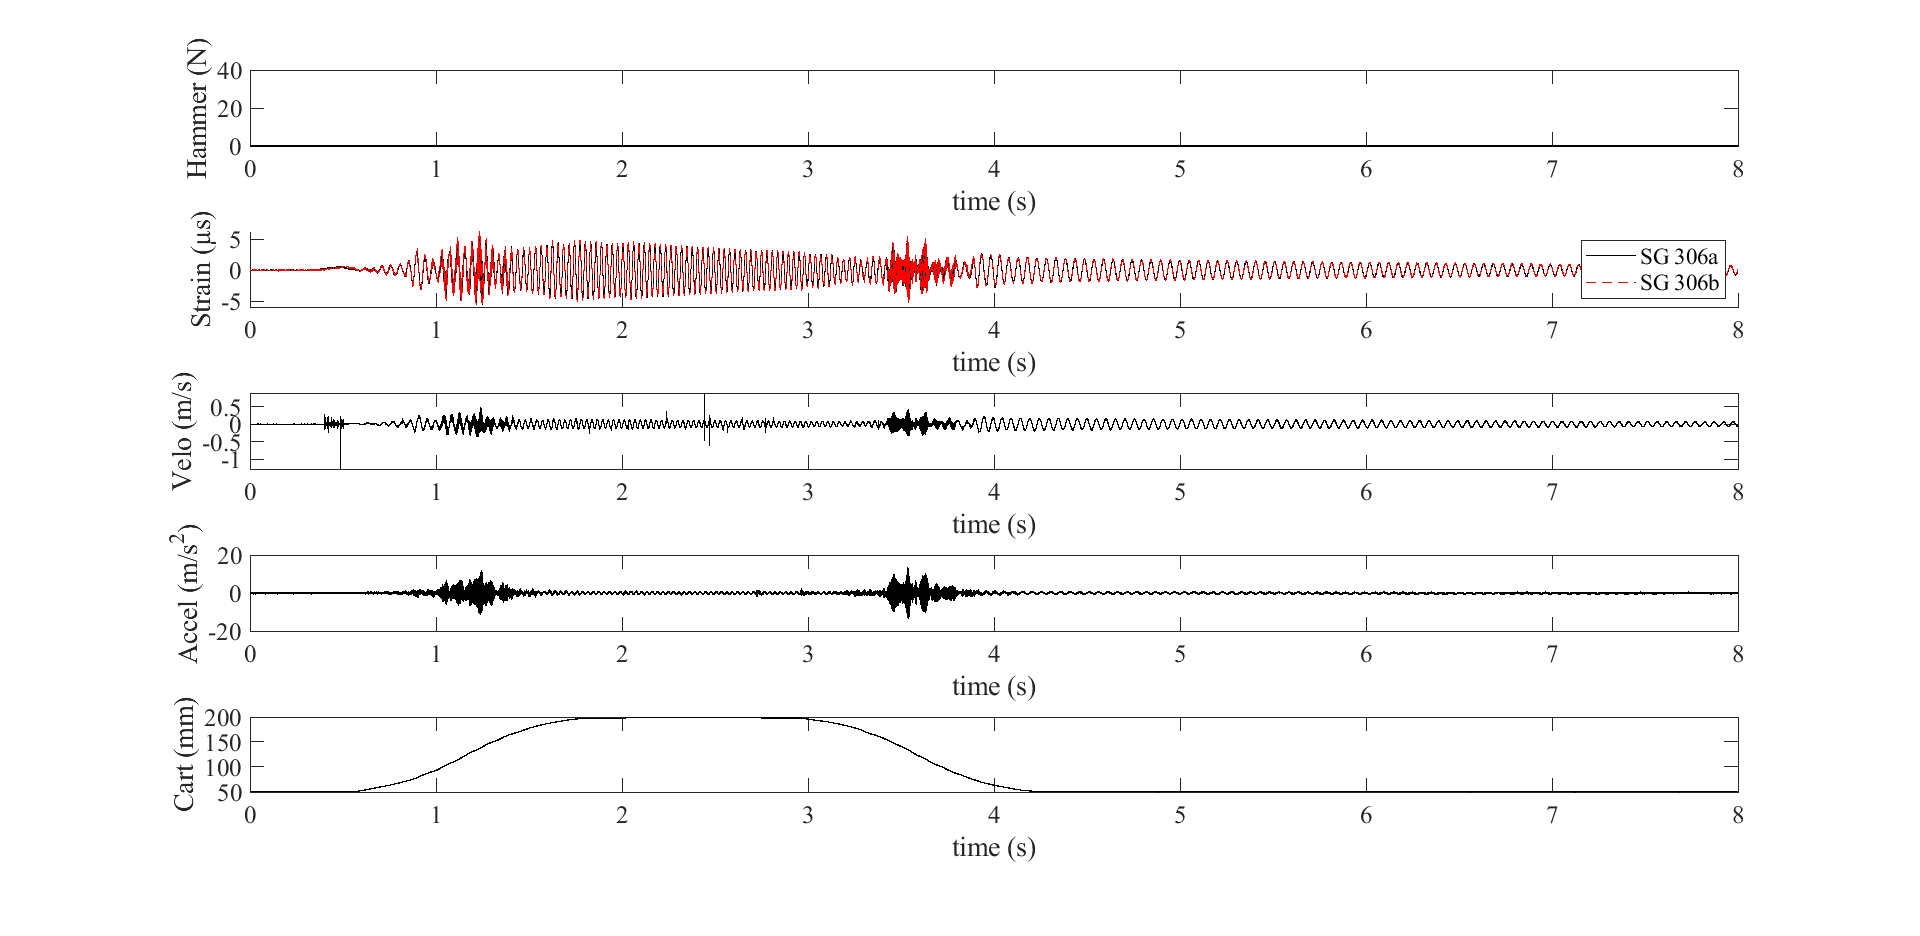 Hammer (N)
40
20
0
0 1 2 3 4 5 6 7 8
time (s)
Strain (μs)
5
0
-5
SG 306a
SG 306b
0 1 2 3 4 5 6 7 8
time (s)
Velo (m/s)
0.5
0
-0.5
-1
0 1 2 3 4 5 6 7 8
time (s)
Accel (m/s²)
20
0
-20
0 1 2 3 4 5 6 7 8
time (s)
Cart (mm)
200
150
100
50
0 1 2 3 4 5 6 7 8
time (s)